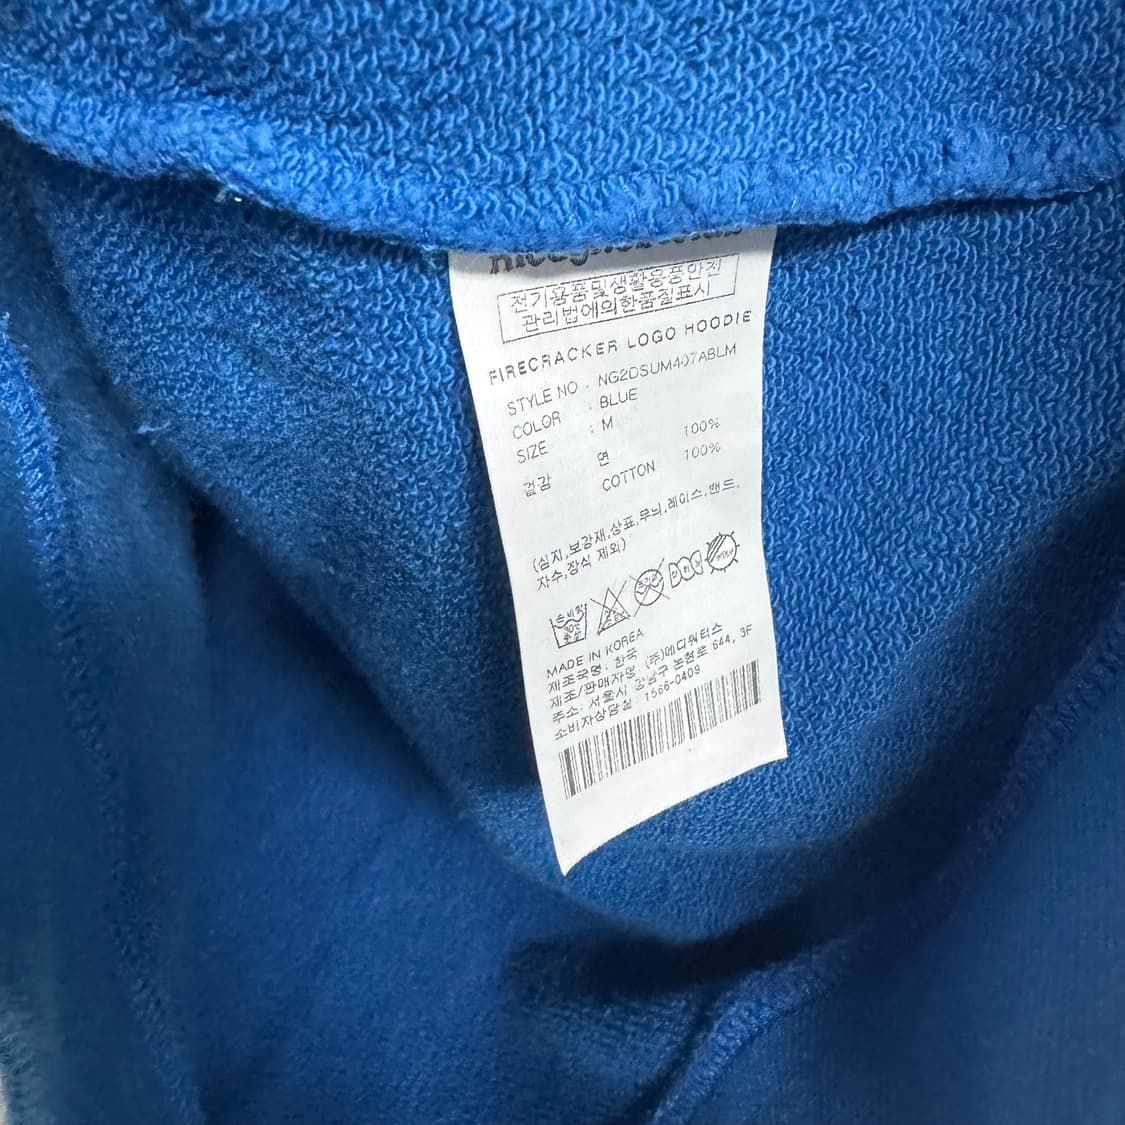 전기용품및생활용품안전
관리법에의한품질표시
FIRECRACKER LOGO HOODIE
STYLE NO . NG2DSUM407ABLM
COLOR : BLUE
SIZE : M
겉감 면 100%
COTTON 100%
(심지,보강재,상표,무늬,레이스,밴드,
자수,장식 제외)
MADE IN KOREA
제조국명: 한국
제조/판매자명: (주)메디쿼터스
주소: 서울시 강남구 논현로 644, 3F
소비자상담실 1566-0409